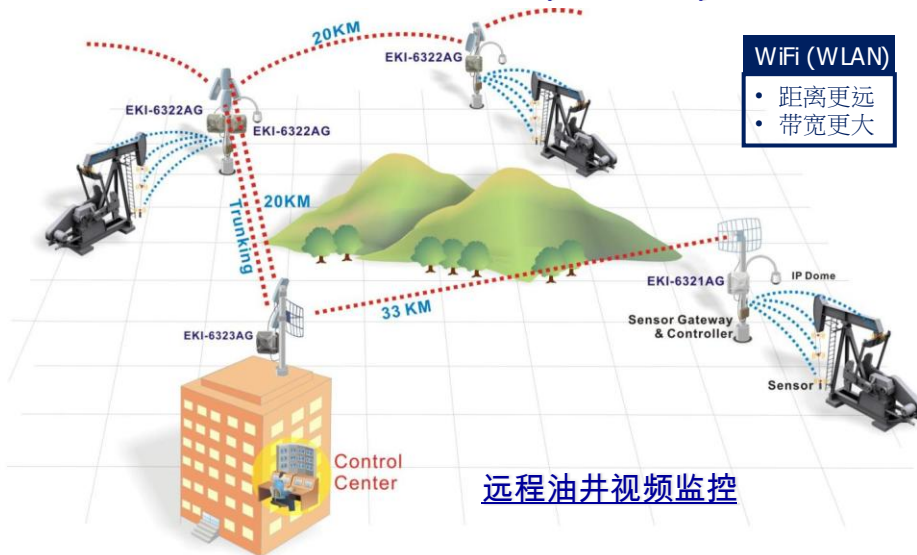 20KM
EKI-6322AG
WiFi (WLAN)
• 距离更远
• 带宽更大
EKI-6322AG
EKI-6322AG
20KM
Trunking
EKI-6321AG
IP Dome
33 KM
Sensor Gateway
& Controller
EKI-6323AG
Sensor
Control
Center
远程油井视频监控